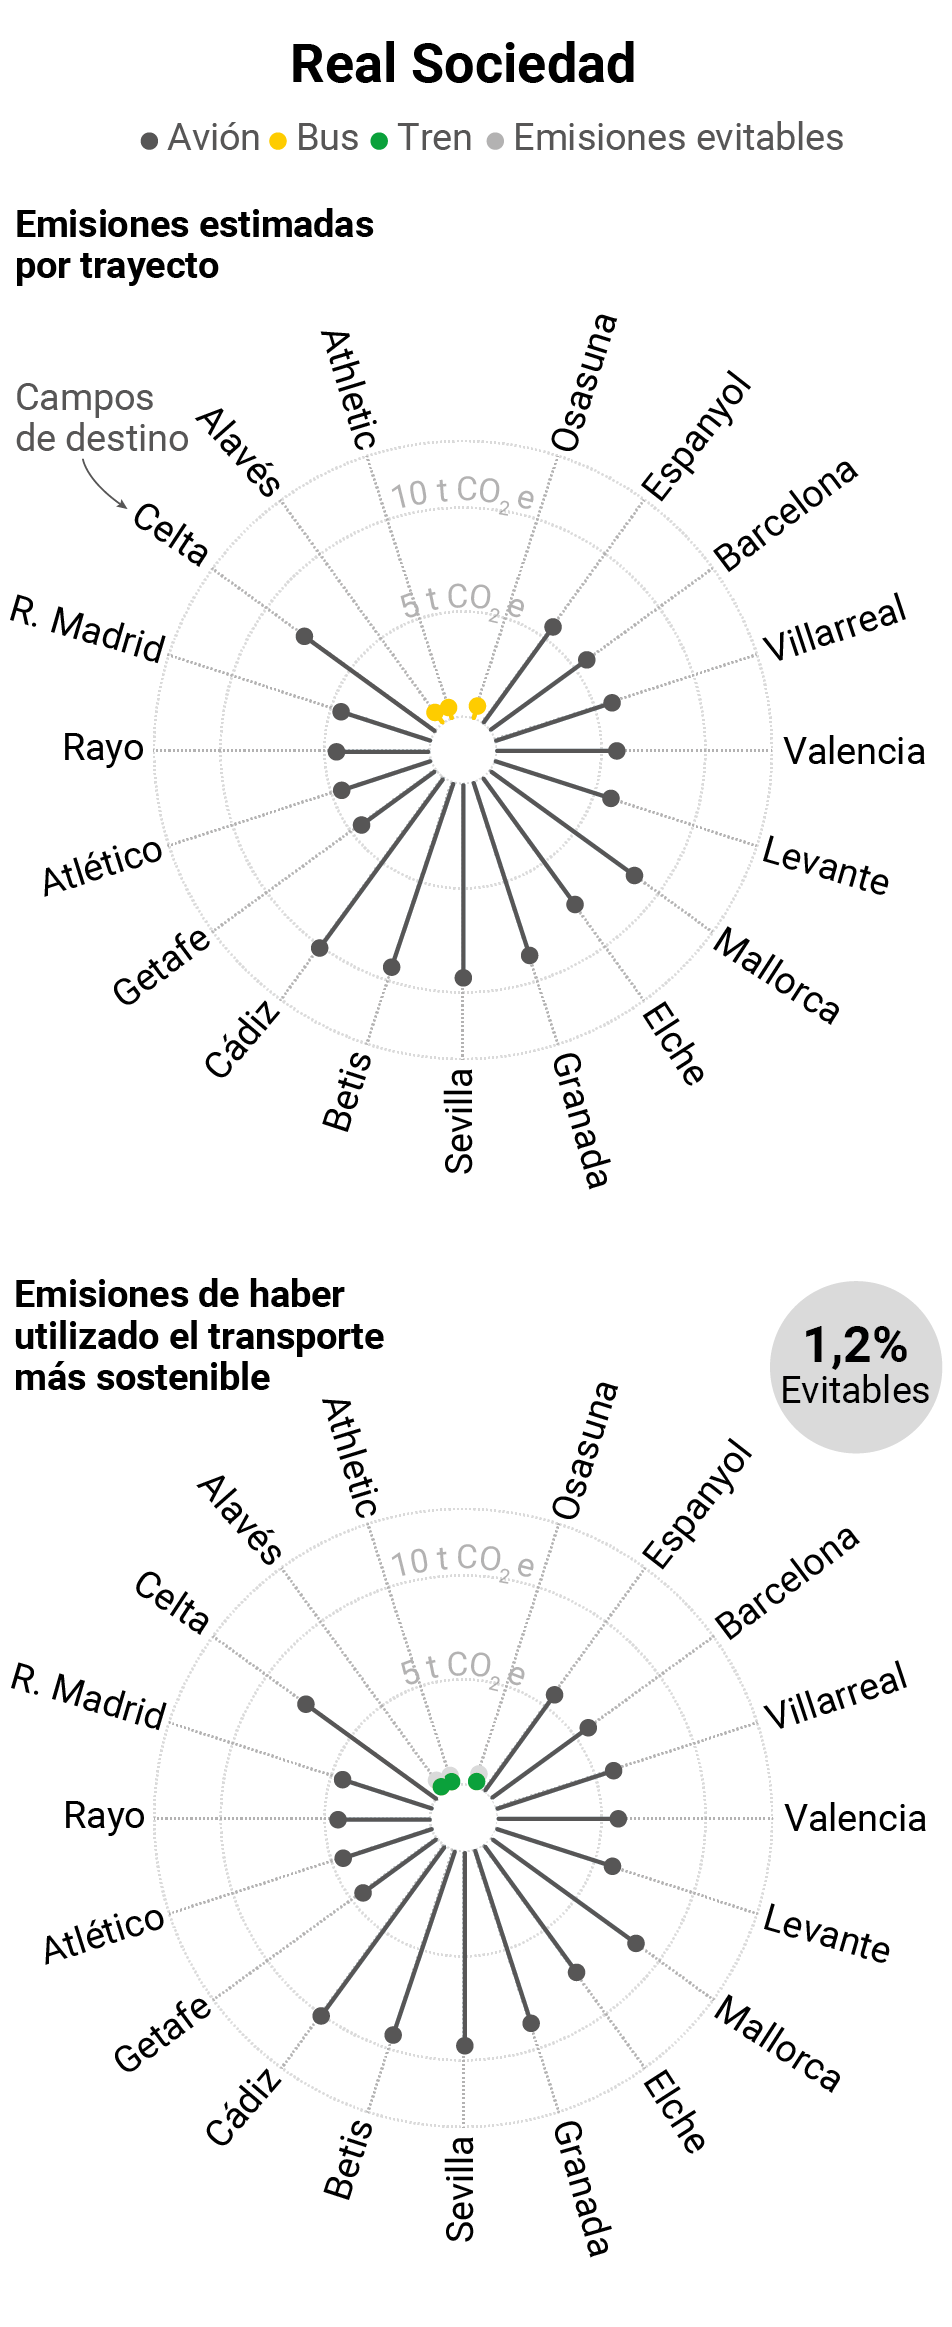 Real Sociedad
Avión Bus Tren Emisiones evitables
Emisiones estimadas
por trayecto
Campos
de destino
10 t CO2 e
5 t CO2 e
Athletic
Osasuna
Espanyol
Barcelona
Villarreal
Valencia
Levante
Mallorca
Elche
Granada
Sevilla
Betis
Cádiz
Getafe
Atlético
Rayo
R. Madrid
Celta
Alavés
Emisiones de haber
utilizado el transporte
más sostenible
1,2%
Evitables
10 t CO2 e
5 t CO2 e
Athletic
Osasuna
Espanyol
Barcelona
Villarreal
Valencia
Levante
Mallorca
Elche
Granada
Sevilla
Betis
Cádiz
Getafe
Atlético
Rayo
R. Madrid
Celta
Alavés